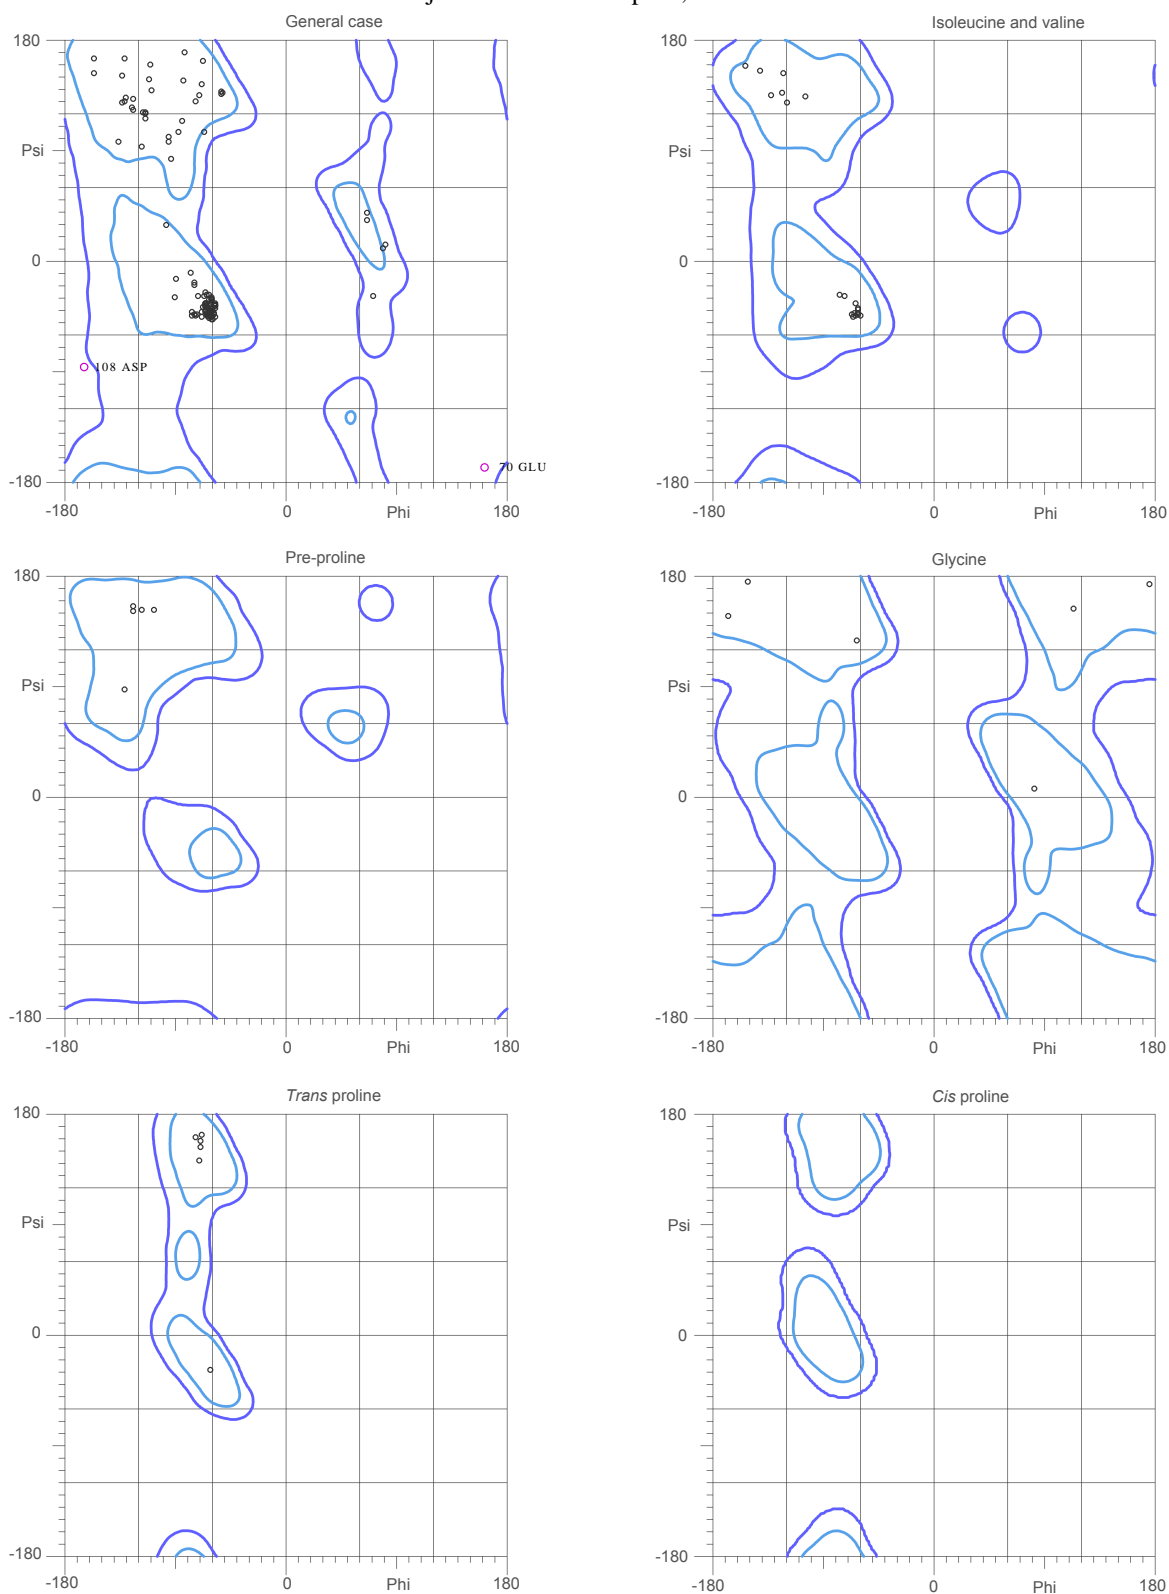 General case
Isoleucine and valine
180
180
Psi
Psi
0
0
108 ASP
70 GLU
-180
-180
-180
0
Phi
180
-180
0
Phi
180
Pre-proline
Glycine
180
180
Psi
Psi
0
0
-180
-180
-180
0
Phi
180
-180
0
Phi
180
Trans proline
Cis proline
180
180
Psi
Psi
0
0
-180
-180
-180
0
Phi
180
-180
0
Phi
180